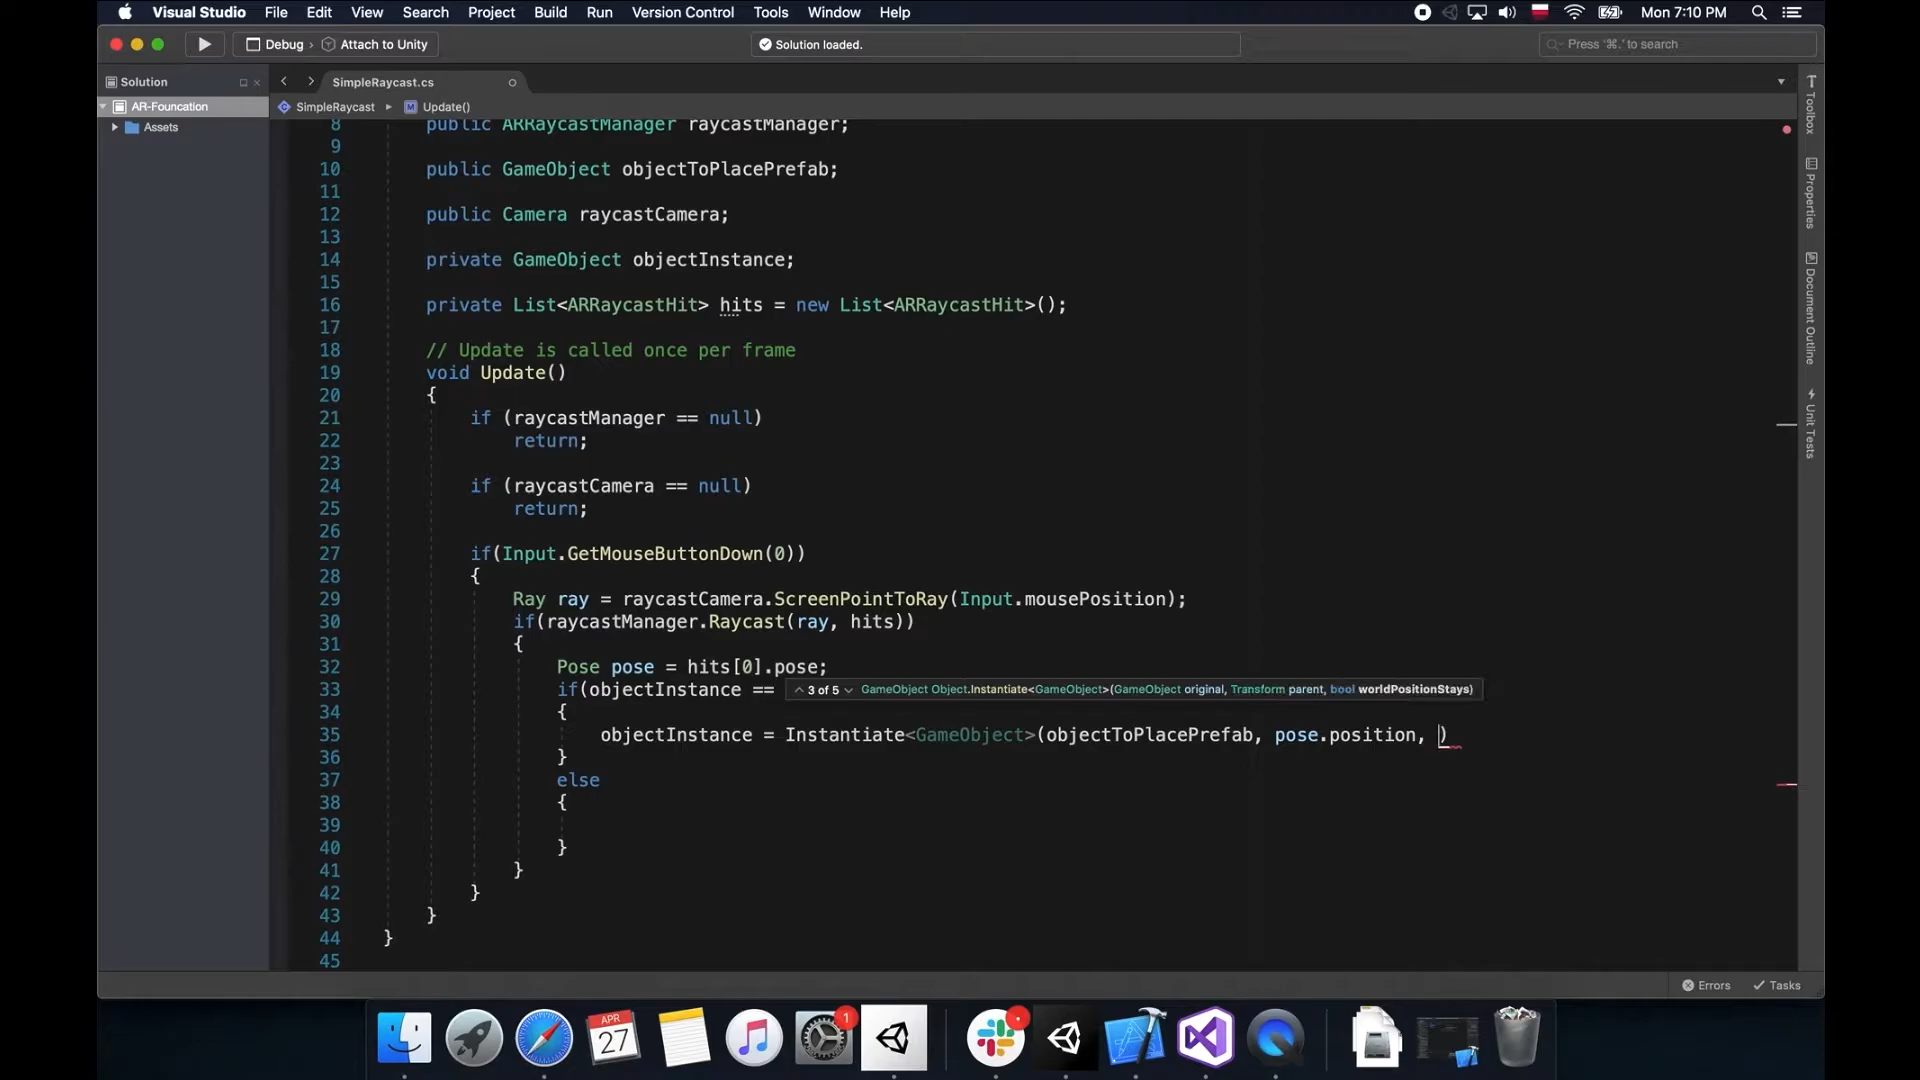 Visual Studio File Edit View Search Project Build Run Version Control Tools Window Help Mon 7:10 PM
Debug Attach to Unity Solution loaded. Press '⌘.' to search
Solution SimpleRaycast.cs
AR-Founcation SimpleRaycast Update()
Assets
8 public ARRaycastManager raycastManager;
9
10 public GameObject objectToPlacePrefab;
11
12 public Camera raycastCamera;
13
14 private GameObject objectInstance;
15
16 private List<ARRaycastHit> hits = new List<ARRaycastHit>();
17
18 // Update is called once per frame
19 void Update()
20 {
21 if (raycastManager == null)
22 return;
23
24 if (raycastCamera == null)
25 return;
26
27 if(Input.GetMouseButtonDown(0))
28 {
29 Ray ray = raycastCamera.ScreenPointToRay(Input.mousePosition);
30 if(raycastManager.Raycast(ray, hits))
31 {
32 Pose pose = hits[0].pose;
33 if(objectInstance == 3 of 5 GameObject Object.Instantiate<GameObject>(GameObject original, Transform parent, bool worldPositionStays)
34 {
35 objectInstance = Instantiate<GameObject>(objectToPlacePrefab, pose.position, )
36 }
37 else
38 {
39
40 }
41 }
42 }
43 }
44 }
45
Toolbox
Properties
Document Outline
Unit Tests
Errors Tasks
APR
27
1